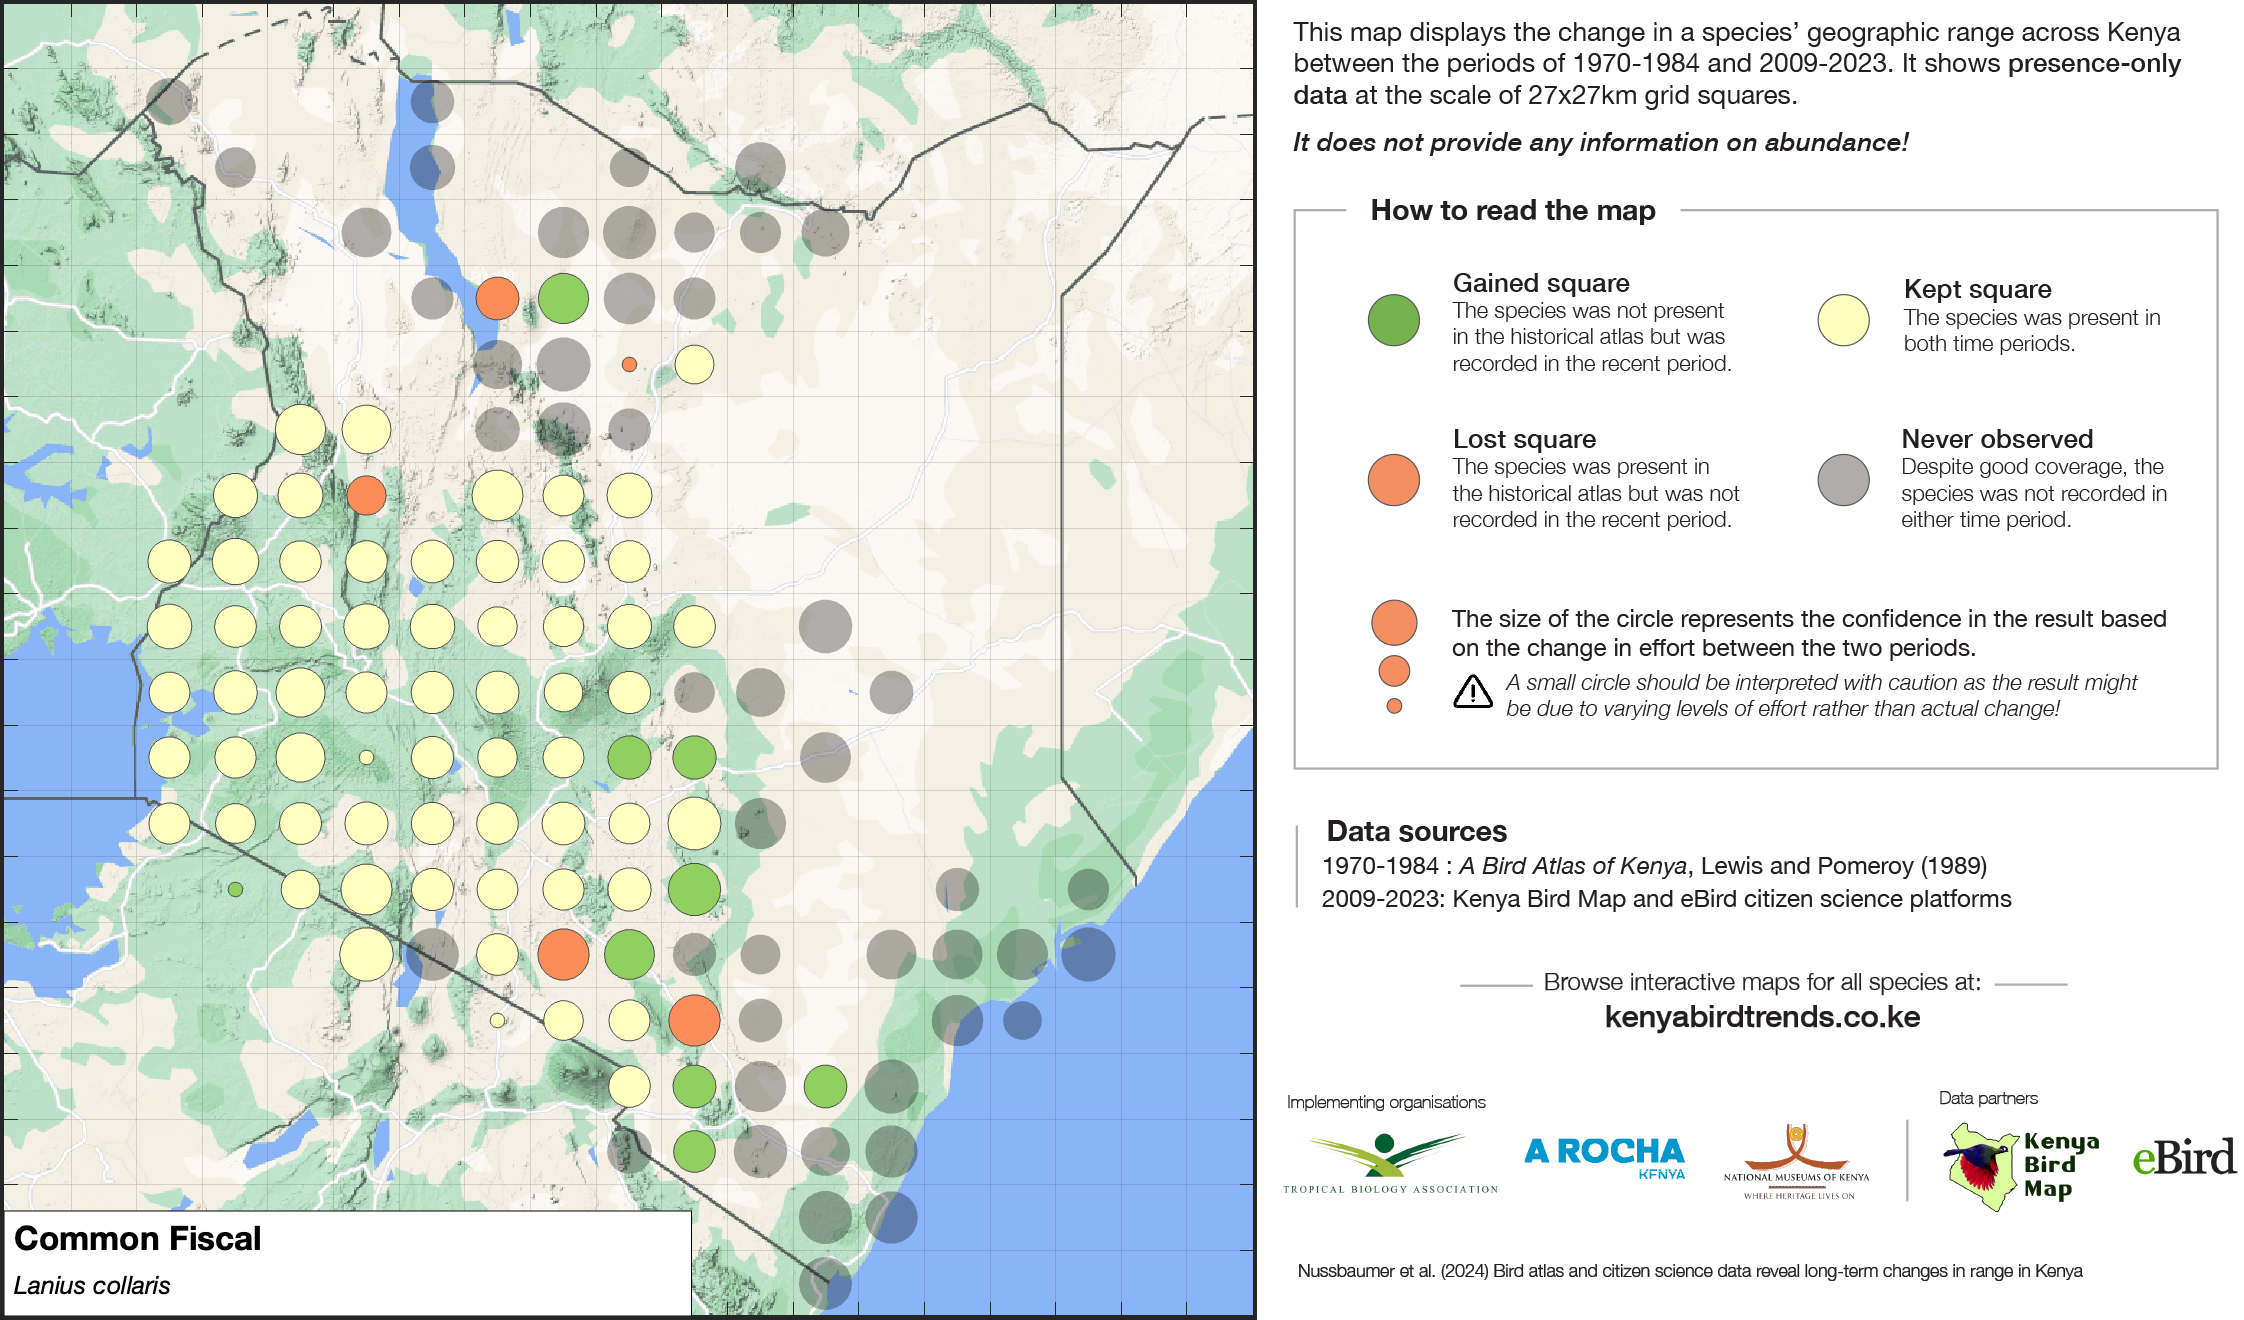 This map displays the change in a species’ geographic range across Kenya
between the periods of 1970-1984 and 2009-2023. It shows presence-only
data at the scale of 27x27km grid squares.
It does not provide any information on abundance!
How to read the map
Gained square
The species was not present
in the historical atlas but was
recorded in the recent period.
Kept square
The species was present in
both time periods.
Lost square
The species was present in
the historical atlas but was not
recorded in the recent period.
Never observed
Despite good coverage, the
species was not recorded in
either time period.
The size of the circle represents the confidence in the result based
on the change in effort between the two periods.
A small circle should be interpreted with caution as the result might
be due to varying levels of effort rather than actual change!
Data sources
1970-1984 : A Bird Atlas of Kenya, Lewis and Pomeroy (1989)
2009-2023: Kenya Bird Map and eBird citizen science platforms
Browse interactive maps for all species at:
kenyabirdtrends.co.ke
Implementing organisations
Data partners
TROPICAL BIOLOGY ASSOCIATION
A ROCHA
KENYA
NATIONAL MUSEUMS OF KENYA
WHERE HERITAGE LIVES ON
Kenya
Bird
Map
eBird
Nussbaumer et al. (2024) Bird atlas and citizen science data reveal long-term changes in range in Kenya
Common Fiscal
Lanius collaris